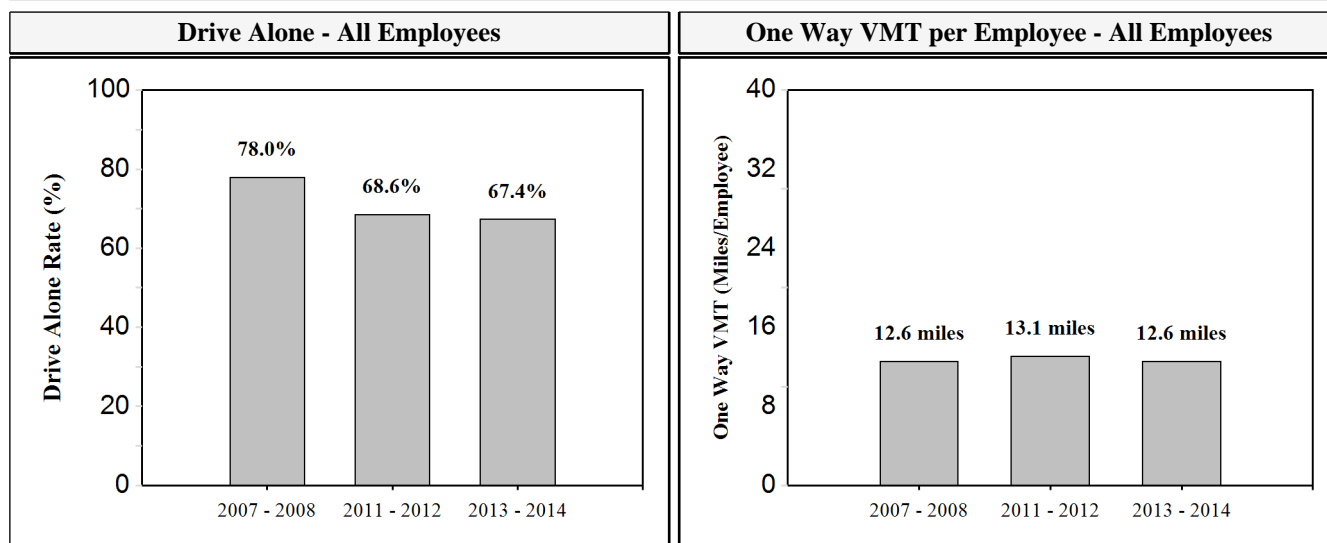 Drive Alone - All Employees
Drive Alone Rate (%)
100
80
60
40
20
0
78.0%
68.6%
67.4%
2007 - 2008
2011 - 2012
2013 - 2014
One Way VMT per Employee - All Employees
One Way VMT (Miles/Employee)
40
32
24
16
8
0
12.6 miles
13.1 miles
12.6 miles
2007 - 2008
2011 - 2012
2013 - 2014